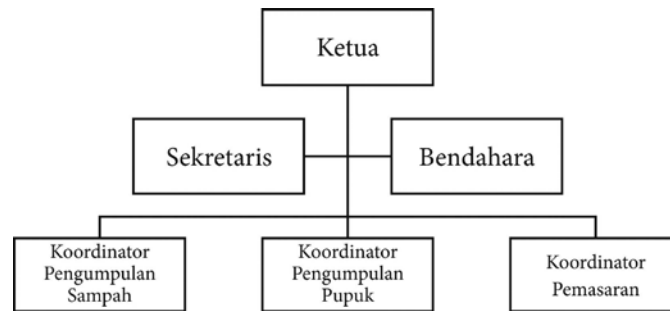 Ketua
Sekretaris
Bendahara
Koordinator
Pengumpulan
Sampah
Koordinator
Pengumpulan
Pupuk
Koordinator
Pemasaran